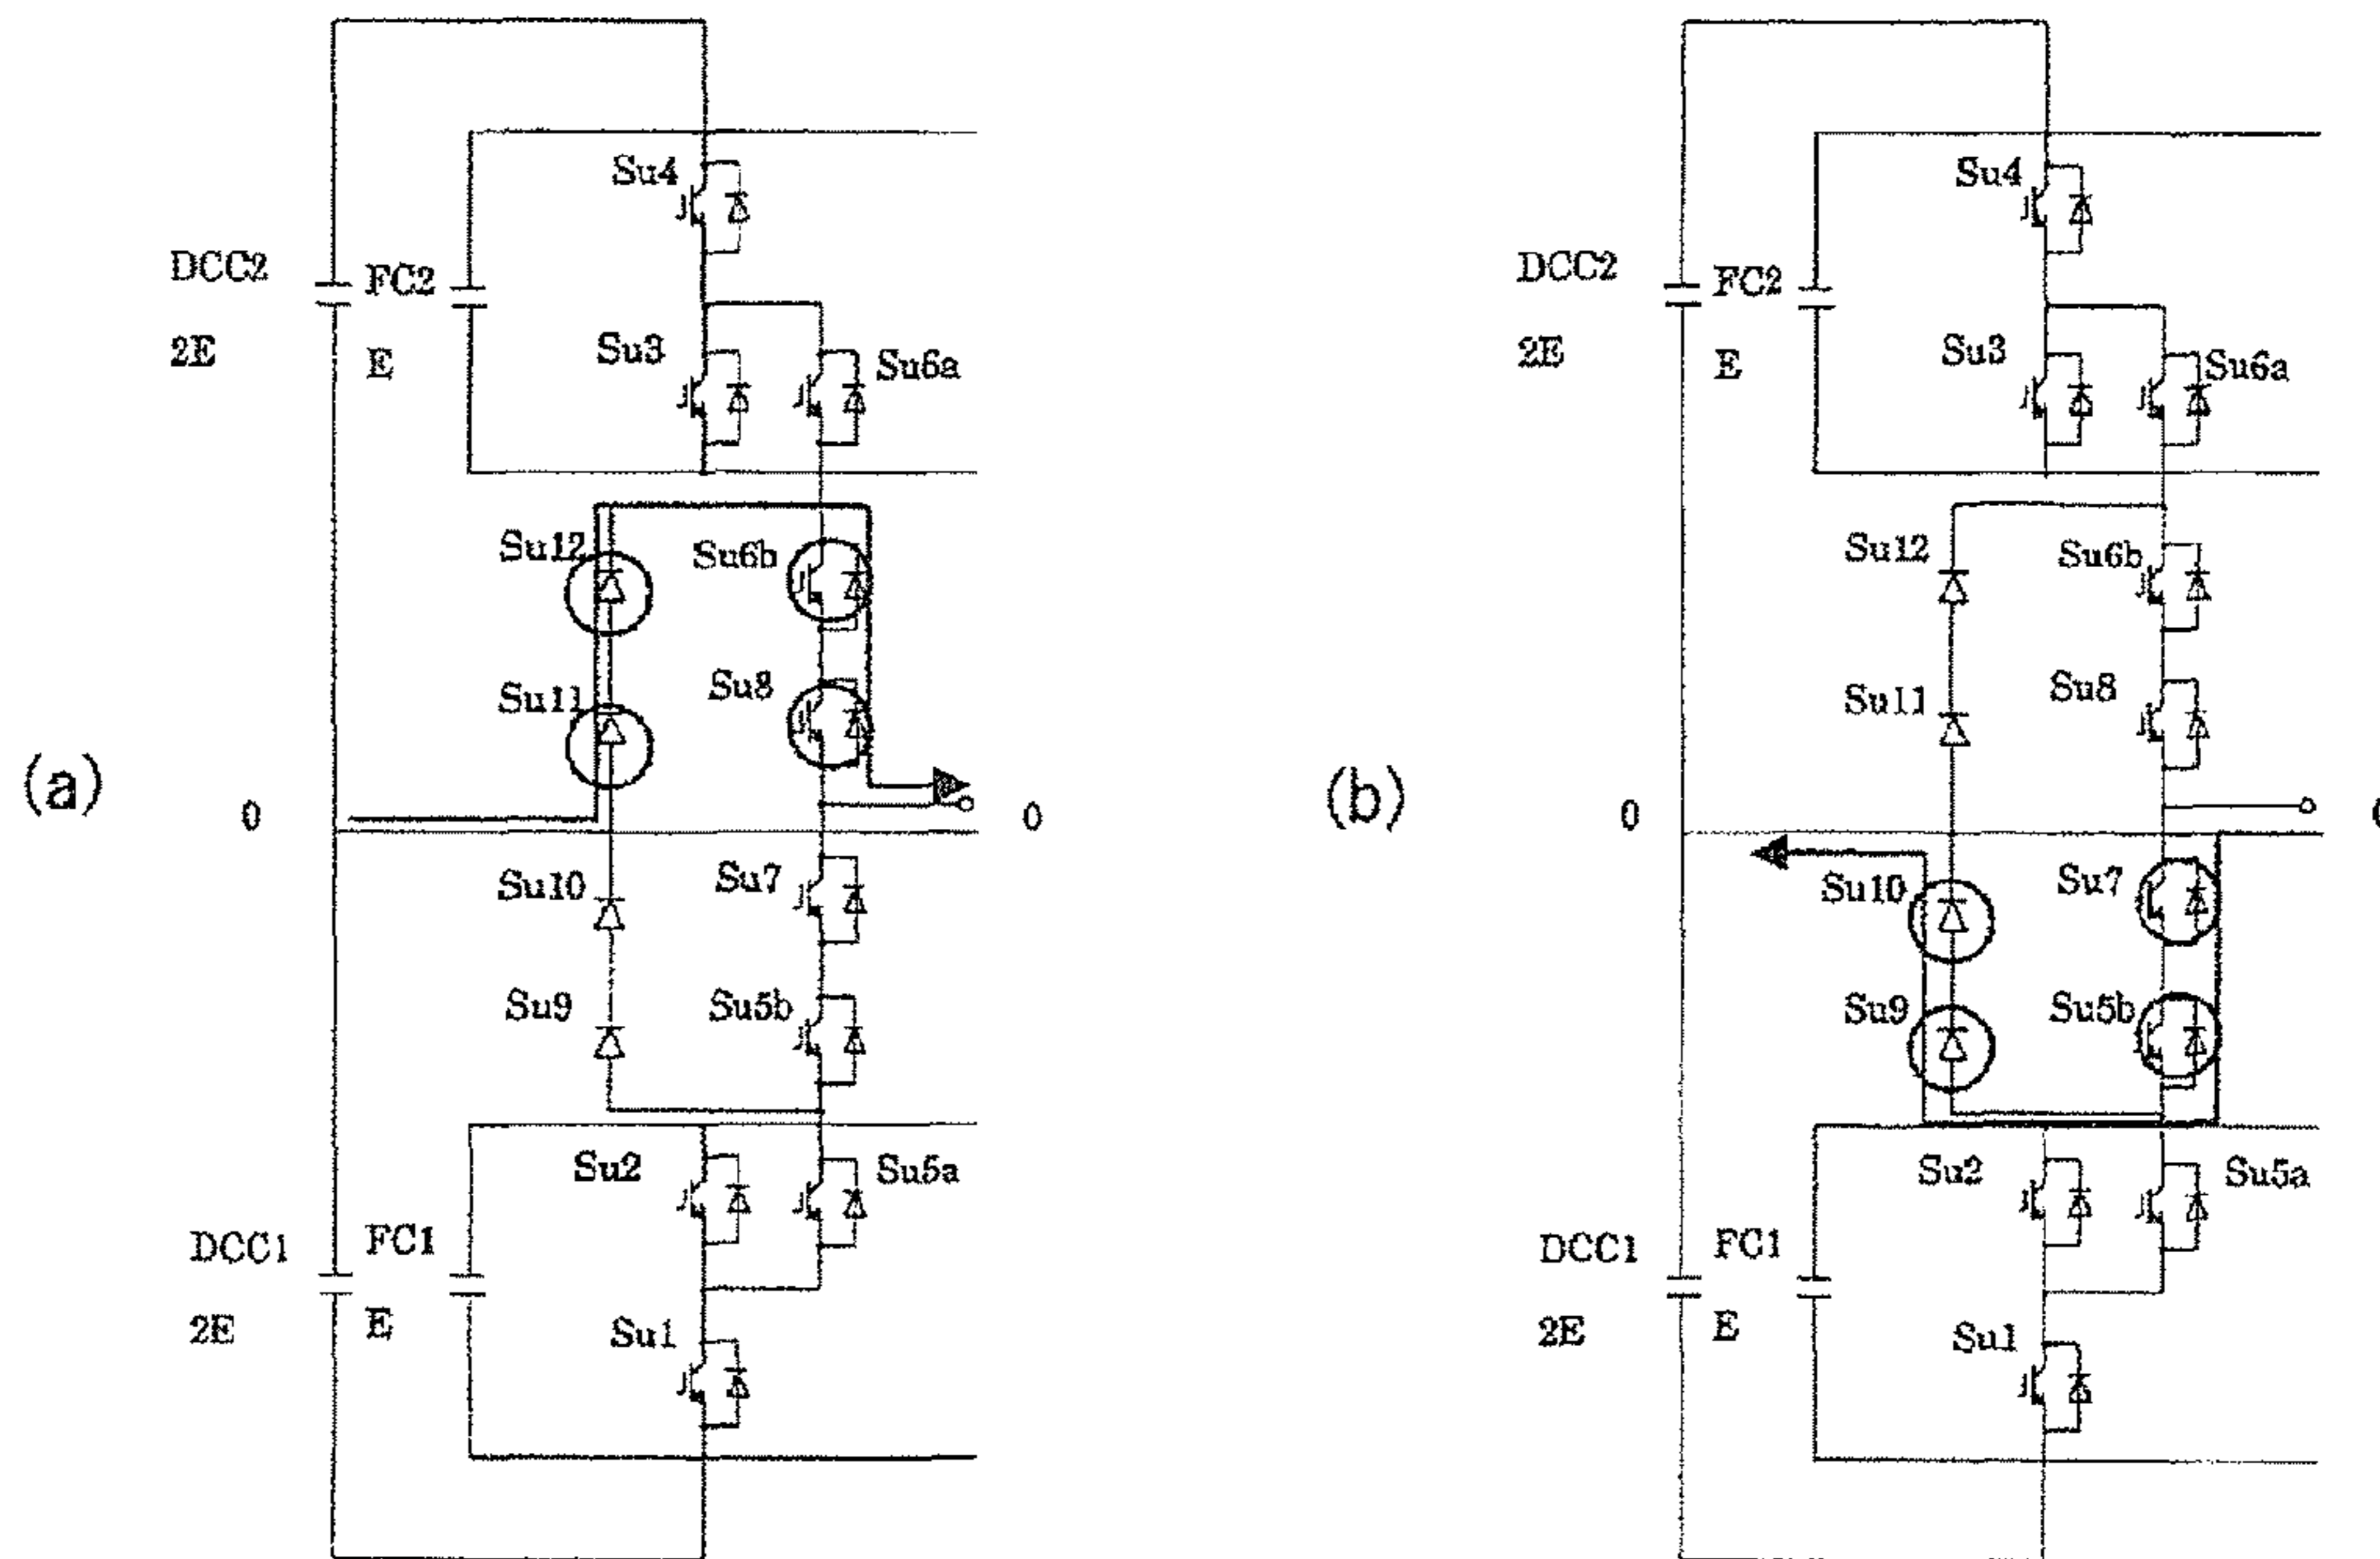 (a)
DCC2
2E
FC2
E
Su4
Su3
Su6a
Su12
Su6b
Su11
Su8
0
0
Su10
Su7
Su9
Su5b
Su2
Su5a
DCC1
2E
FC1
E
Su1
(b)
DCC2
2E
FC2
E
Su4
Su3
Su6a
Su12
Su6b
Su11
Su8
0
Su10
Su7
Su9
Su5b
Su2
Su5a
DCC1
2E
FC1
E
Su1